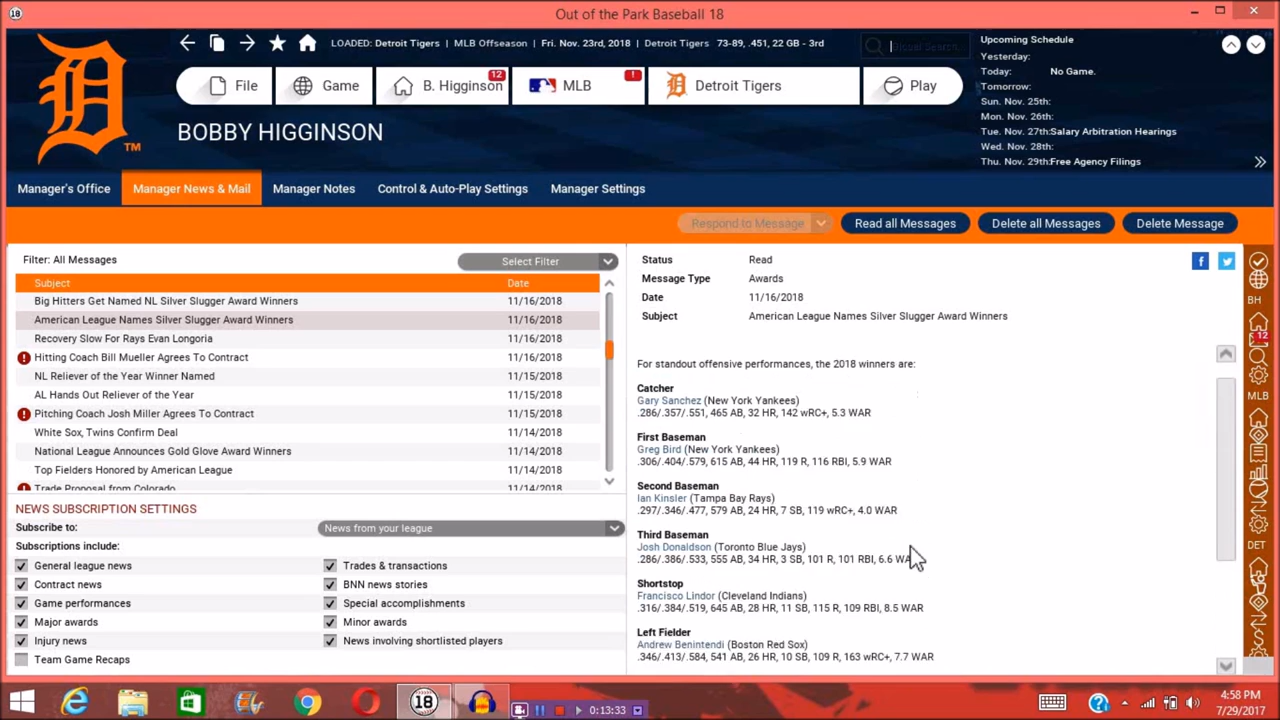 Out of the Park Baseball 18
LOADED: Detroit Tigers | MLB Offseason | Fri. Nov. 23rd, 2018 | Detroit Tigers 73-89, .451, 22 GB - 3rd
File
Game
B. Higginson
12
MLB
!
Detroit Tigers
Play
BOBBY HIGGINSON
TM
Upcoming Schedule
Yesterday:
Today: No Game.
Tomorrow:
Sun. Nov. 25th:
Mon. Nov. 26th:
Tue. Nov. 27th: Salary Arbitration Hearings
Wed. Nov. 28th:
Thu. Nov. 29th: Free Agency Filings
Manager's Office
Manager News & Mail
Manager Notes
Control & Auto-Play Settings
Manager Settings
Respond to Message
Read all Messages
Delete all Messages
Delete Message
Filter: All Messages
Select Filter
Subject Date
Big Hitters Get Named NL Silver Slugger Award Winners 11/16/2018
American League Names Silver Slugger Award Winners 11/16/2018
Recovery Slow For Rays Evan Longoria 11/16/2018
Hitting Coach Bill Mueller Agrees To Contract 11/16/2018
NL Reliever of the Year Winner Named 11/15/2018
AL Hands Out Reliever of the Year 11/15/2018
Pitching Coach Josh Miller Agrees To Contract 11/15/2018
White Sox, Twins Confirm Deal 11/14/2018
National League Announces Gold Glove Award Winners 11/14/2018
Top Fielders Honored by American League 11/14/2018
Trade Proposal from Colorado 11/14/2018
NEWS SUBSCRIPTION SETTINGS
Subscribe to: News from your league
Subscriptions include:
General league news
Trades & transactions
Contract news
BNN news stories
Game performances
Special accomplishments
Major awards
Minor awards
Injury news
News involving shortlisted players
Team Game Recaps
Status Read
Message Type Awards
Date 11/16/2018
Subject American League Names Silver Slugger Award Winners
For standout offensive performances, the 2018 winners are:
Catcher
Gary Sanchez (New York Yankees)
.286/.357/.551, 465 AB, 32 HR, 142 wRC+, 5.3 WAR
First Baseman
Greg Bird (New York Yankees)
.306/.404/.579, 615 AB, 44 HR, 119 R, 116 RBI, 5.9 WAR
Second Baseman
Ian Kinsler (Tampa Bay Rays)
.297/.346/.477, 579 AB, 24 HR, 7 SB, 119 wRC+, 4.0 WAR
Third Baseman
Josh Donaldson (Toronto Blue Jays)
.286/.386/.533, 555 AB, 34 HR, 3 SB, 101 R, 101 RBI, 6.6 WA
Shortstop
Francisco Lindor (Cleveland Indians)
.316/.384/.519, 645 AB, 28 HR, 11 SB, 115 R, 109 RBI, 8.5 WAR
Left Fielder
Andrew Benintendi (Boston Red Sox)
.346/.413/.584, 541 AB, 26 HR, 10 SB, 109 R, 163 wRC+, 7.7 WAR
BH
12
MLB
DET
18
0:13:33
4:58 PM
7/29/2017